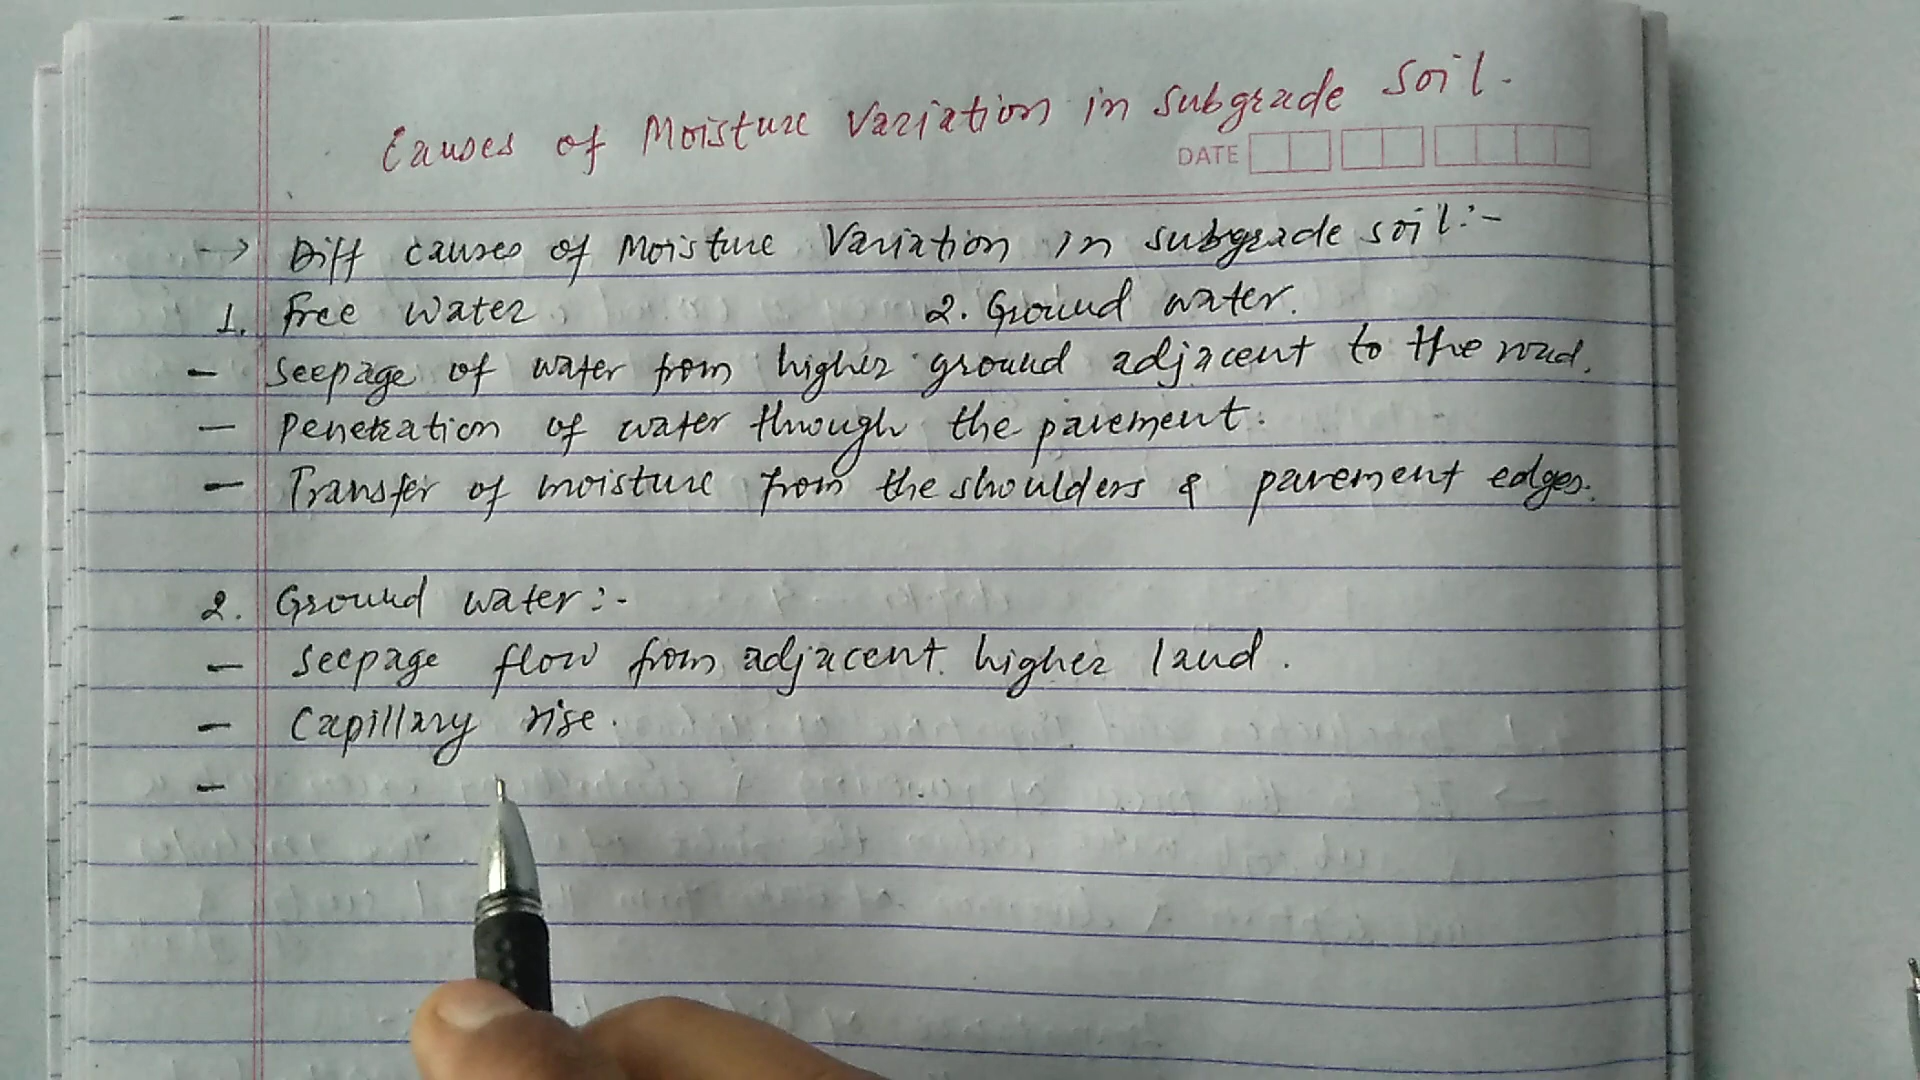 Causes of Moisture Variation in subgrade soil.
DATE
→ Diff causes of Moisture Variation in subgrade soil:-
1. Free water 2. Ground water.
- Seepage of water from higher ground adjacent to the road.
- Penetration of water through the pavement.
- Transfer of moisture from the shoulders & pavement edges.
2. Ground water:-
- Seepage flow from adjacent higher land.
- Capillary rise.
-